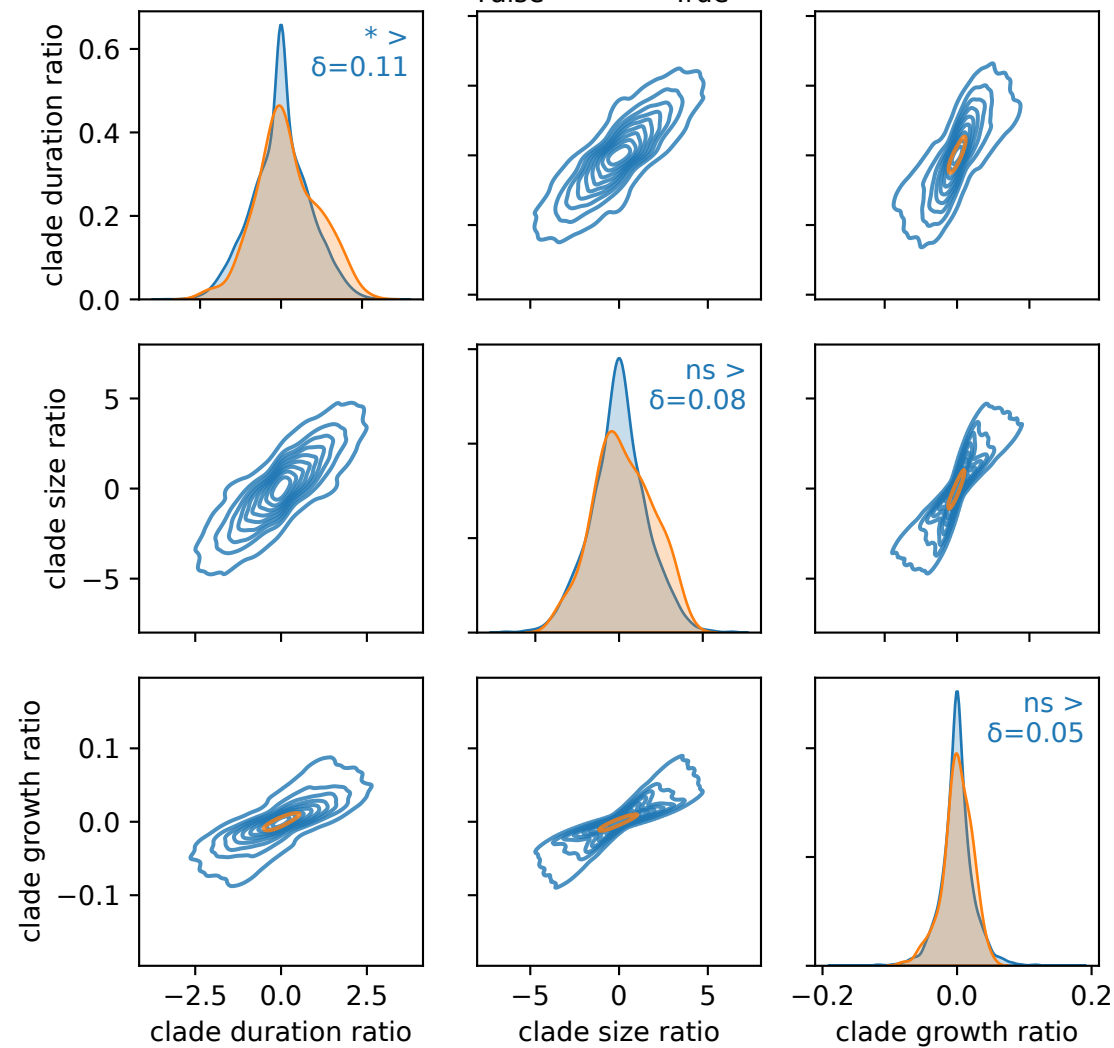 clade duration ratio
0.6
0.4
0.2
0.0
* >
δ=0.11
clade size ratio
5
0
−5
ns >
δ=0.08
clade growth ratio
0.1
0.0
−0.1
ns >
δ=0.05
−2.5 0.0 2.5
−5 0 5
−0.2 0.0 0.2
clade duration ratio
clade size ratio
clade growth ratio